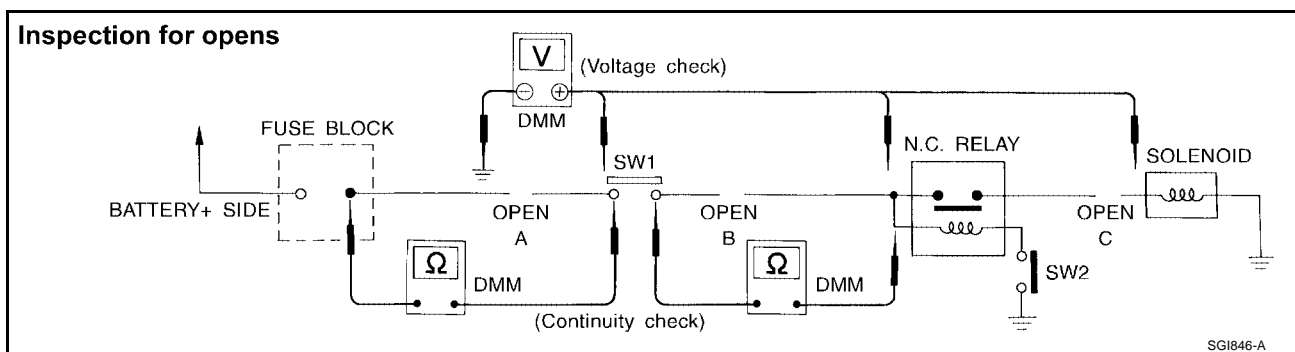 Inspection for opens
V
(Voltage check)
DMM
FUSE BLOCK
SW1
N.C. RELAY
SOLENOID
BATTERY+ SIDE
OPEN
A
OPEN
B
OPEN
C
Ω
DMM
Ω
DMM
SW2
(Continuity check)
SGI846-A